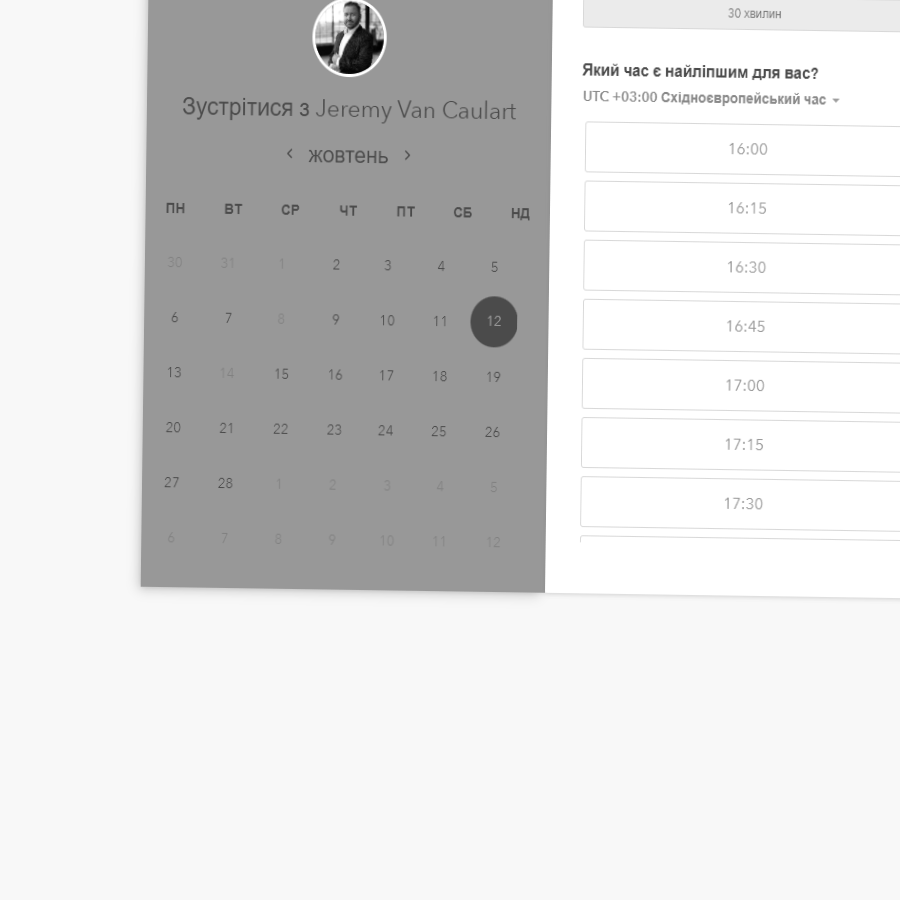 30 хвилин
Зустрітися з Jeremy Van Caulart
жовтень
ПН ВТ СР ЧТ ПТ СБ НД
30 31 1 2 3 4 5
6 7 8 9 10 11 12
13 14 15 16 17 18 19
20 21 22 23 24 25 26
27 28 1 2 3 4 5
6 7 8 9 10 11 12
Який час є найліпшим для вас?
UTC +03:00 Східноєвропейський час
16:00
16:15
16:30
16:45
17:00
17:15
17:30